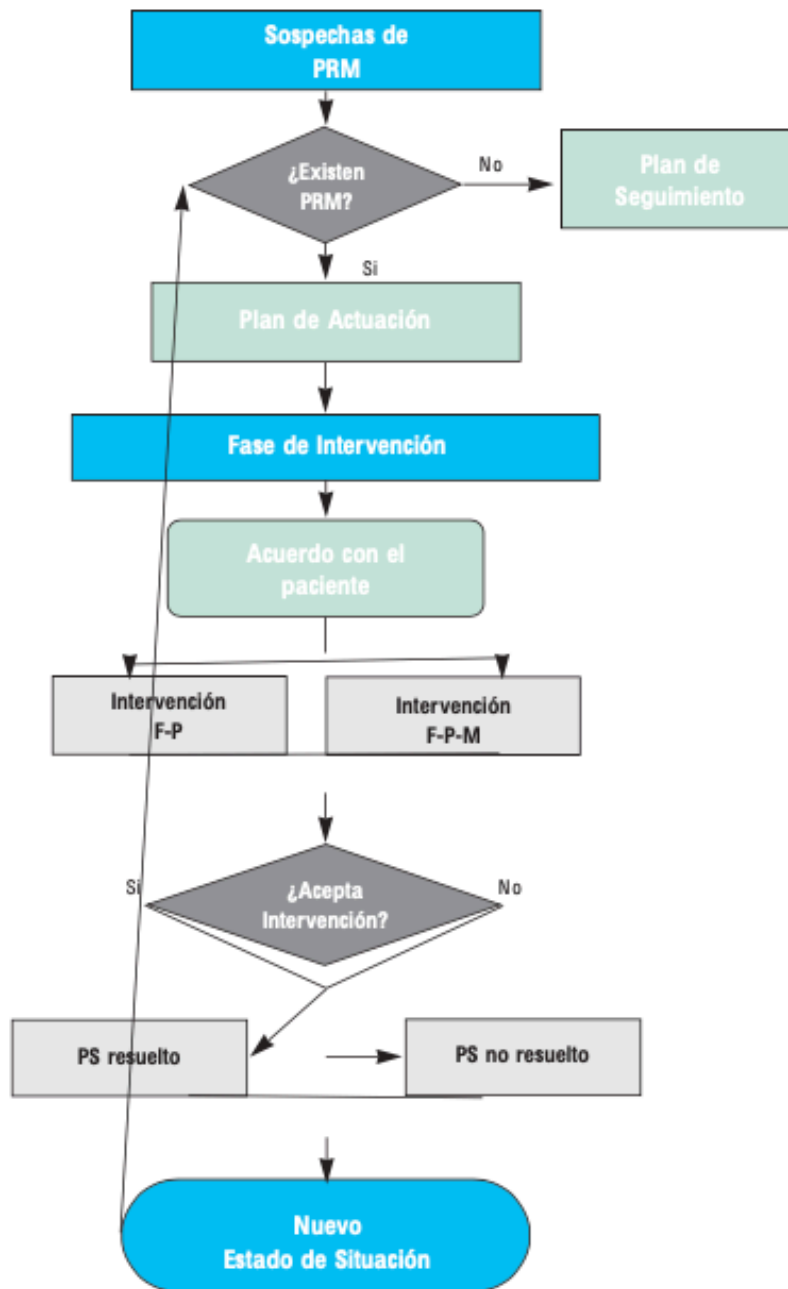 Sospechas de
PRM
¿Existen
PRM?
No
Plan de
Seguimiento
Si
Plan de Actuación
Fase de Intervención
Acuerdo con el
paciente
Intervención
F-P
Intervención
F-P-M
Si
¿Acepta
Intervención?
No
PS resuelto
PS no resuelto
Nuevo
Estado de Situación